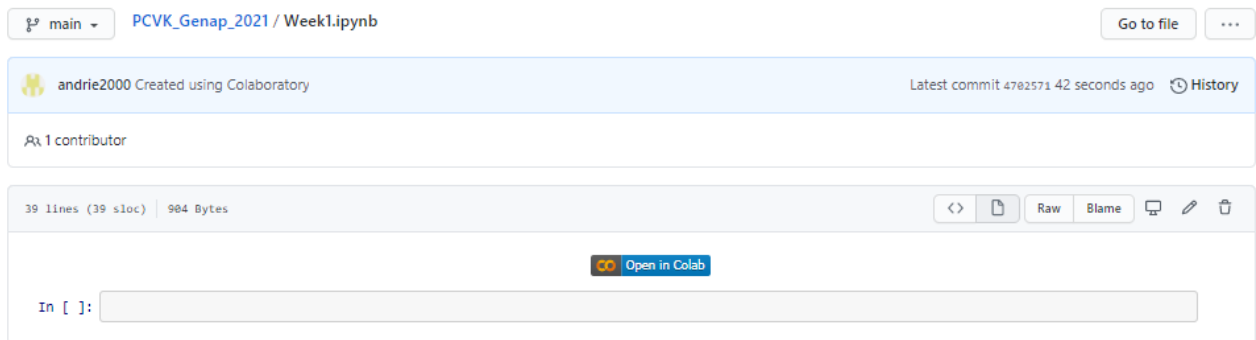 main PCVK_Genap_2021 / Week1.ipynb Go to file ...
andrie2000 Created using Colaboratory Latest commit 4702571 42 seconds ago History
1 contributor
39 lines (39 sloc) 904 Bytes <> Raw Blame
Open in Colab
In [ ]: